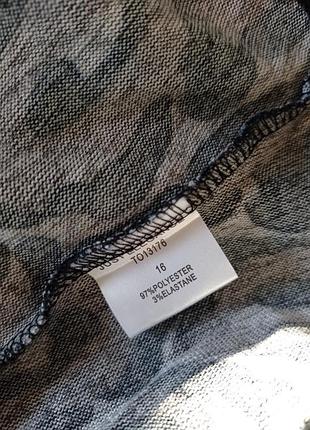 TO13176
16
97%POLYESTER
3%ELASTANE